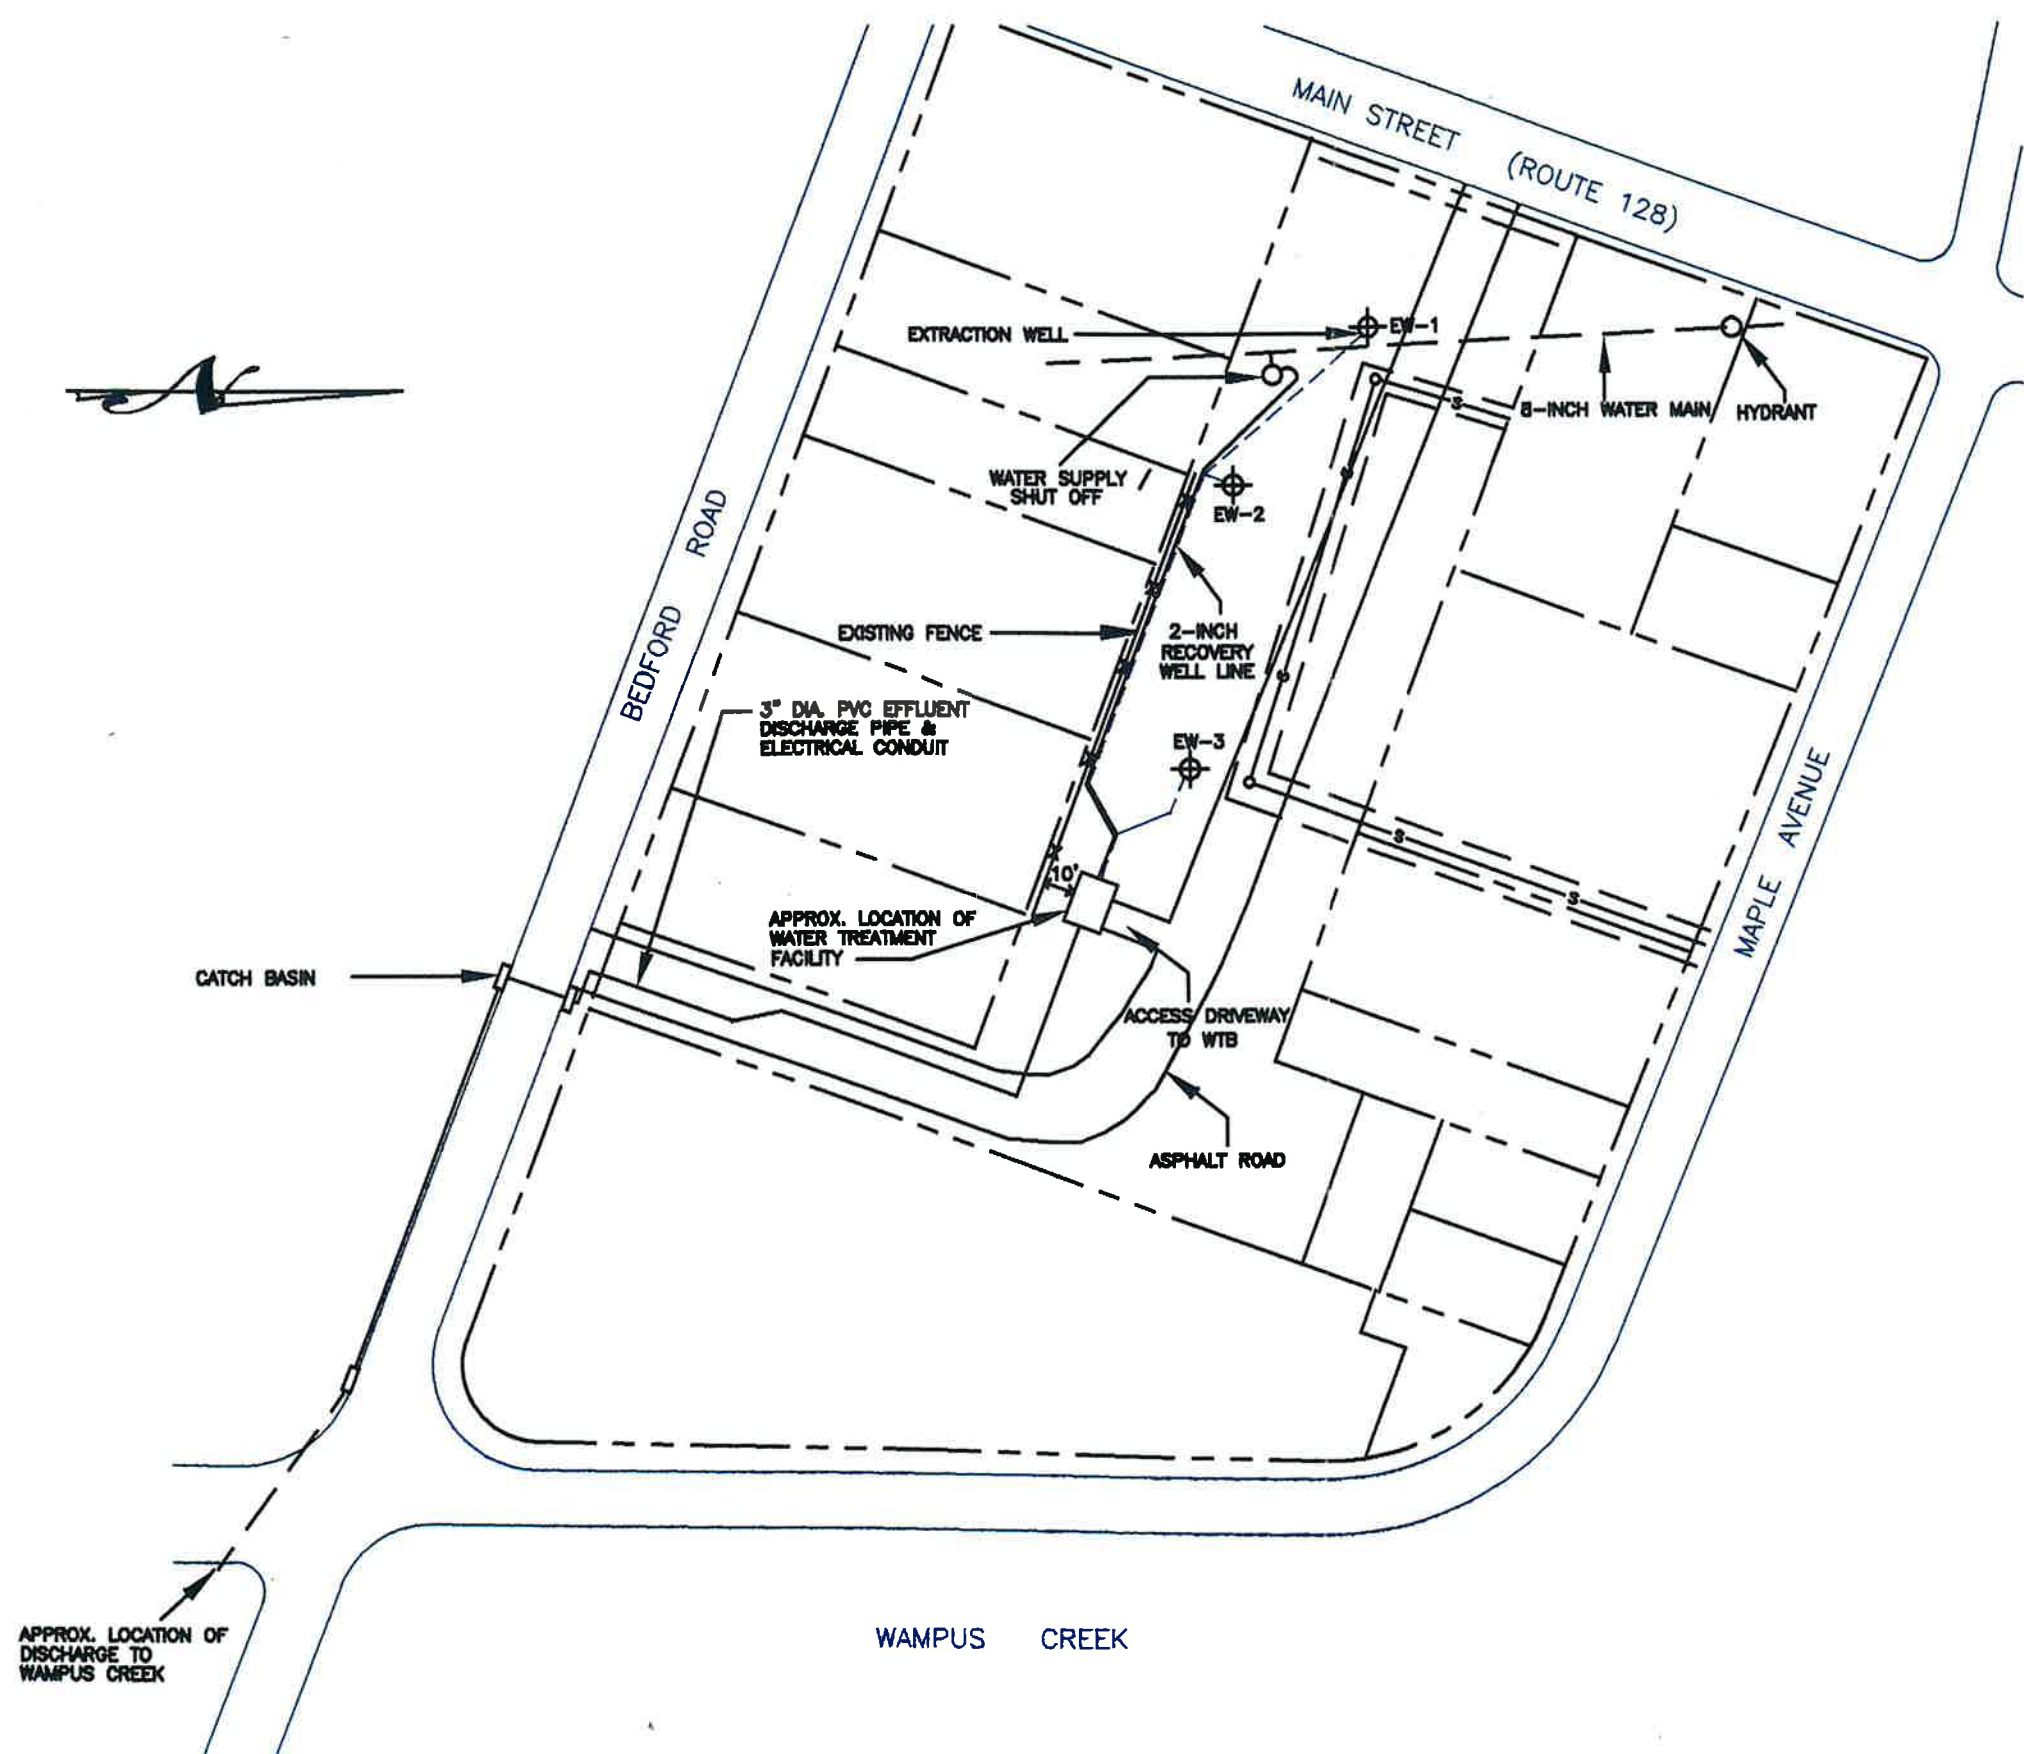 MAIN STREET (ROUTE 128)
EXTRACTION WELL
EW-1
8-INCH WATER MAIN
HYDRANT
WATER SUPPLY
SHUT OFF
EW-2
BEDFORD ROAD
EXISTING FENCE
2-INCH
RECOVERY
WELL LINE
3" DIA. PVC EFFLUENT
DISCHARGE PIPE &
ELECTRICAL CONDUIT
EW-3
MAPLE AVENUE
10'
APPROX. LOCATION OF
WATER TREATMENT
FACILITY
CATCH BASIN
ACCESS DRIVEWAY
TO WTB
ASPHALT ROAD
APPROX. LOCATION OF
DISCHARGE TO
WAMPUS CREEK
WAMPUS CREEK
N
S
S
S